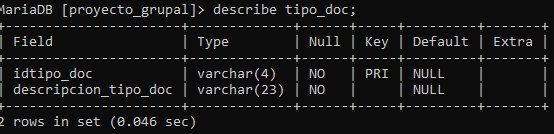 MariaDB [proyecto_grupal]> describe tipo_doc;
+----------------------+-------------+------+-----+---------+-------+
| Field                | Type        | Null | Key | Default | Extra |
+----------------------+-------------+------+-----+---------+-------+
| idtipo_doc           | varchar(4)  | NO   | PRI | NULL    |       |
| descripcion_tipo_doc | varchar(23) | NO   |     | NULL    |       |
+----------------------+-------------+------+-----+---------+-------+
2 rows in set (0.046 sec)